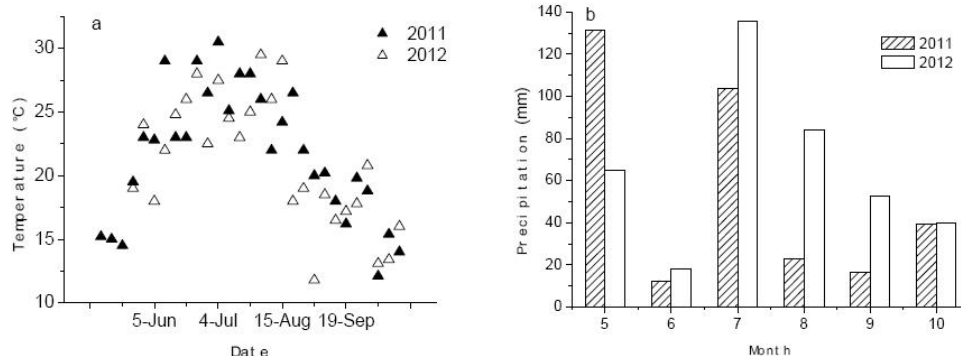 a
2011
2012
30
25
20
15
10
Temperature (°C)
5-Jun 4-Jul 15-Aug 19-Sep
Date
b
2011
2012
140
120
100
80
60
40
20
0
Precipitation (mm)
5 6 7 8 9 10
Month